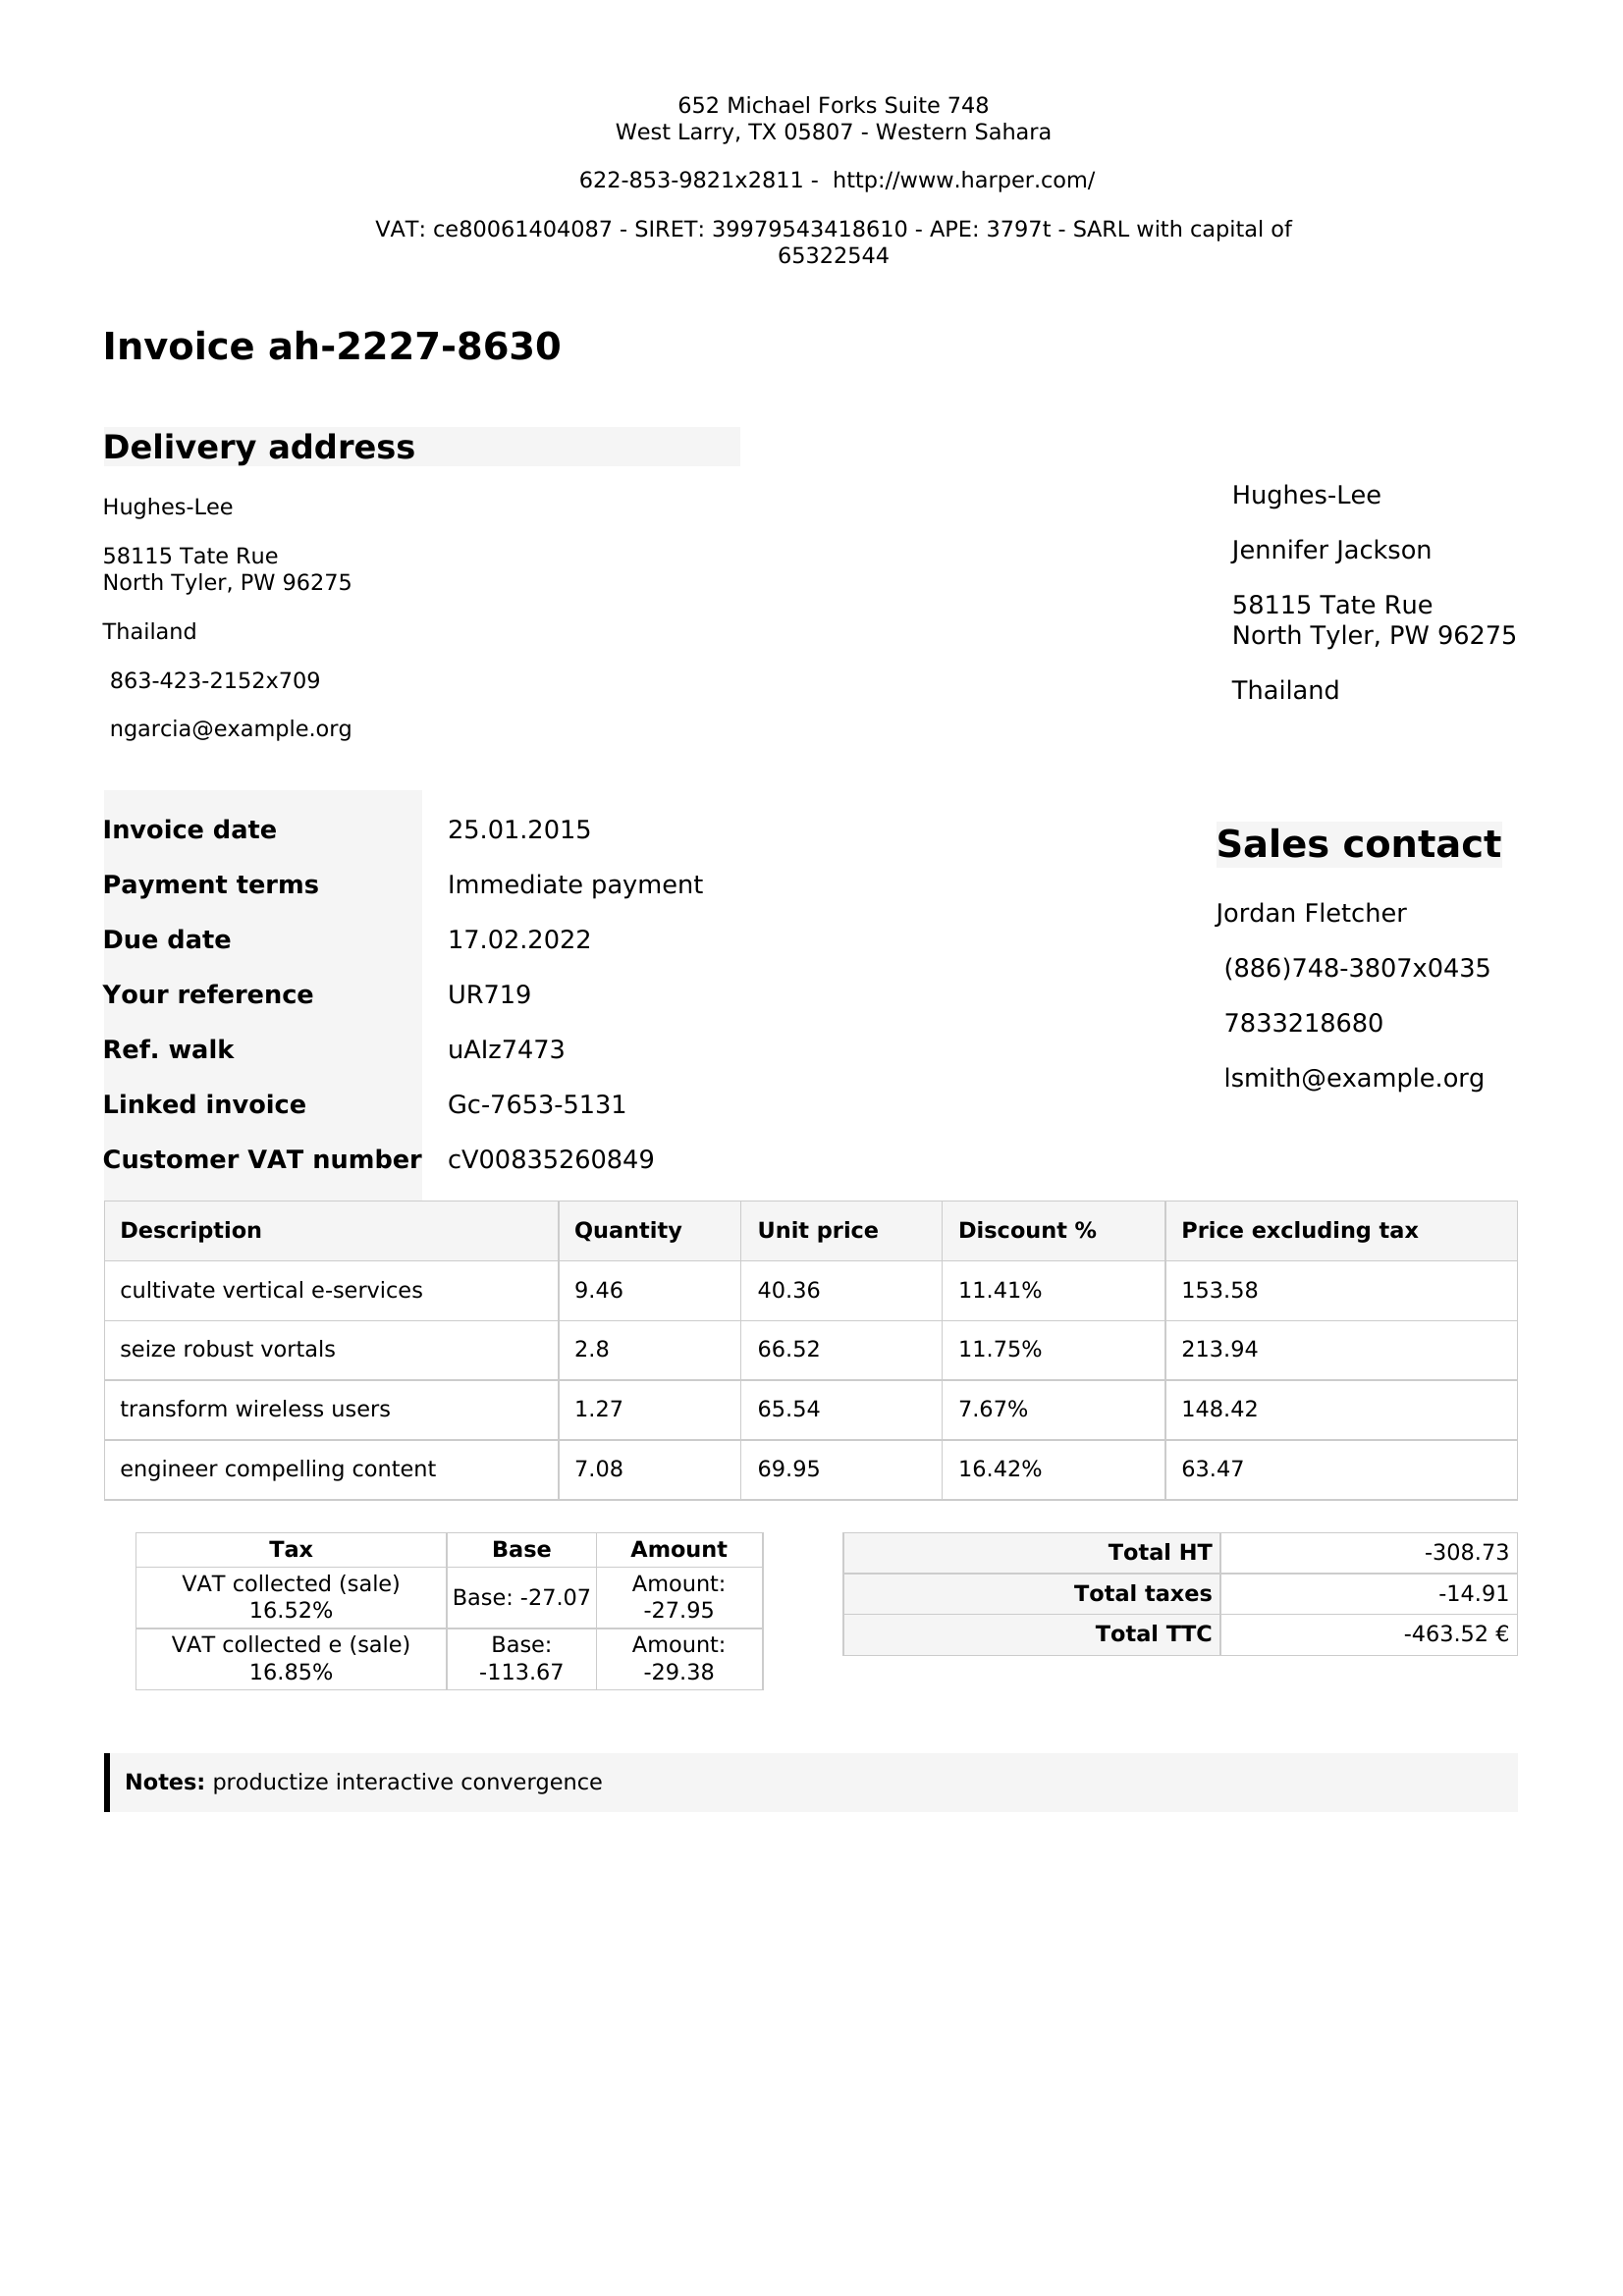 652 Michael Forks Suite 748
West Larry, TX 05807 - Western Sahara
622-853-9821x2811 - http://www.harper.com/
VAT: ce80061404087 - SIRET: 39979543418610 - APE: 3797t - SARL with capital of
65322544
Invoice ah-2227-8630
Delivery address
Hughes-Lee
58115 Tate Rue
North Tyler, PW 96275
Thailand
863-423-2152x709
ngarcia@example.org
Hughes-Lee
Jennifer Jackson
58115 Tate Rue
North Tyler, PW 96275
Thailand
Invoice date 25.01.2015
Payment terms Immediate payment
Due date 17.02.2022
Your reference UR719
Ref. walk uAIz7473
Linked invoice Gc-7653-5131
Customer VAT number cV00835260849
Sales contact
Jordan Fletcher
(886)748-3807x0435
7833218680
lsmith@example.org
Description Quantity Unit price Discount % Price excluding tax
cultivate vertical e-services 9.46 40.36 11.41% 153.58
seize robust vortals 2.8 66.52 11.75% 213.94
transform wireless users 1.27 65.54 7.67% 148.42
engineer compelling content 7.08 69.95 16.42% 63.47
Tax Base Amount
VAT collected (sale) 16.52% Base: -27.07 Amount: -27.95
VAT collected e (sale) 16.85% Base: -113.67 Amount: -29.38
Total HT -308.73
Total taxes -14.91
Total TTC -463.52 €
Notes: productize interactive convergence